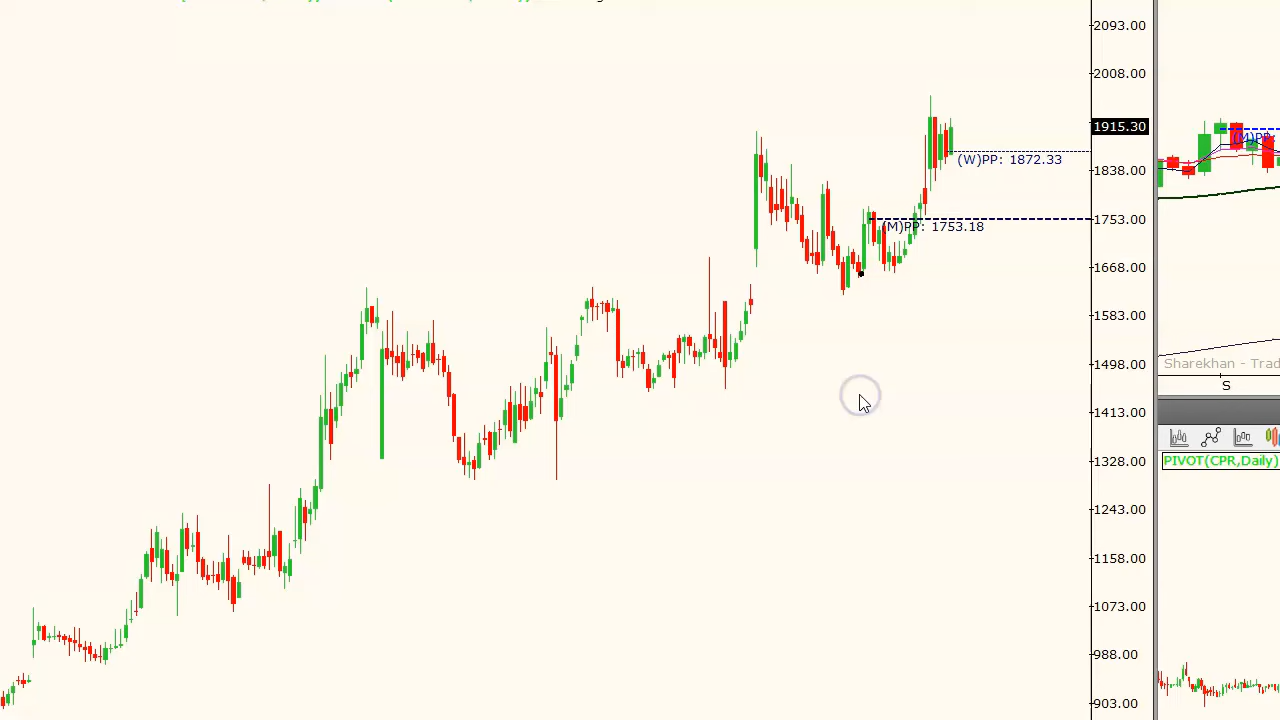 2093.00
2008.00
1915.30
(W)PP: 1872.33
1838.00
1753.00
(M)PP: 1753.18
1668.00
1583.00
1498.00
1413.00
1328.00
1243.00
1158.00
1073.00
988.00
903.00
(M)PP:
Sharekhan - Trad
S
PIVOT(CPR,Daily)